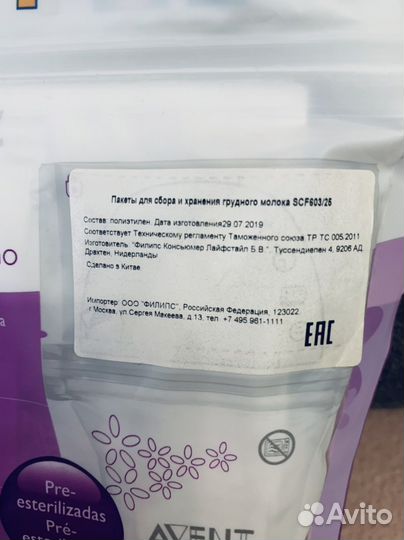 Пакеты для сбора и хранения грудного молока SCF603/25
Состав: полиэтилен. Дата изготовления29.07.2019
Соответствует Техническому регламенту Таможенного союза ТР ТС 005.2011
Изготовитель: "Филипс Консьюмер Лайфстайл Б.В.", Туссендиепен 4, 9206 АД,
Драхтен, Нидерланды
Сделано в Китае
Импортер: ООО "ФИЛИПС", Российская Федерация, 123022
г.Москва, ул.Сергея Макеева, д.13, тел. +7 495 961-1111
EAC
Pre-
esterilizadas
Pré-
AVENT
Avito